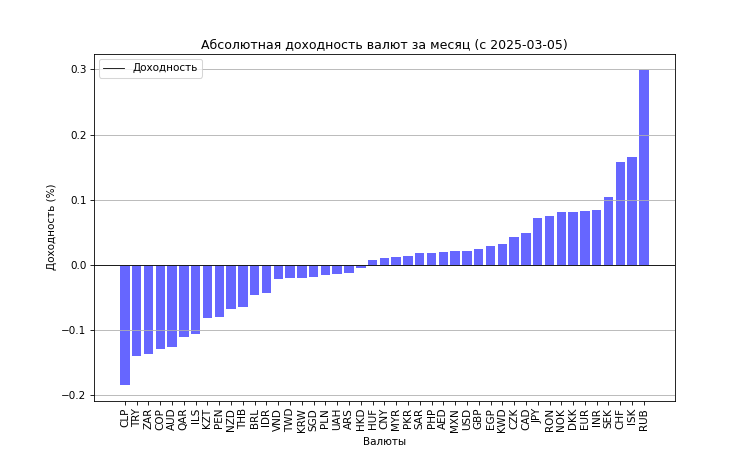 Абсолютная доходность валют за месяц (с 2025-03-05)
Доходность
Доходность (%)
0.3
0.2
0.1
0.0
−0.1
−0.2
CLP TRY ZAR COP AUD QAR ILS KZT PEN NZD THB BRL IDR VND TWD KRW SGD PLN UAH ARS HKD HUF CNY MYR PKR SAR PHP AED MXN USD GBP EGP KWD CZK CAD JPY RON NOK DKK EUR INR SEK CHF ISK RUB
Валюты